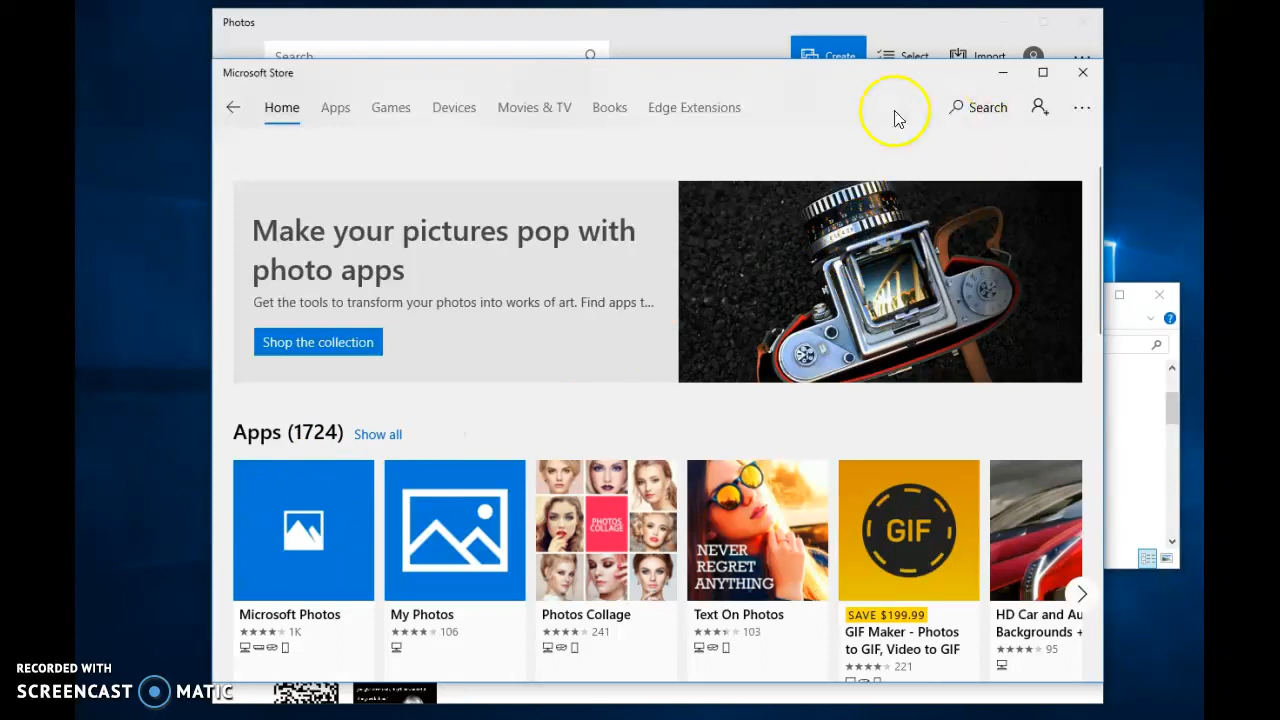 Photos
Search
Create
Select
Import
Microsoft Store
Home
Apps
Games
Devices
Movies & TV
Books
Edge Extensions
Search
Make your pictures pop with
photo apps
Get the tools to transform your photos into works of art. Find apps t...
Shop the collection
Apps (1724) Show all
PHOTOS
COLLAGE
NEVER
REGRET
ANYTHING
GIF
Microsoft Photos
1K
My Photos
106
Photos Collage
241
Text On Photos
103
SAVE $199.99
GIF Maker - Photos
to GIF, Video to GIF
221
HD Car and Au
Backgrounds +
95
RECORDED WITH
SCREENCAST MATIC